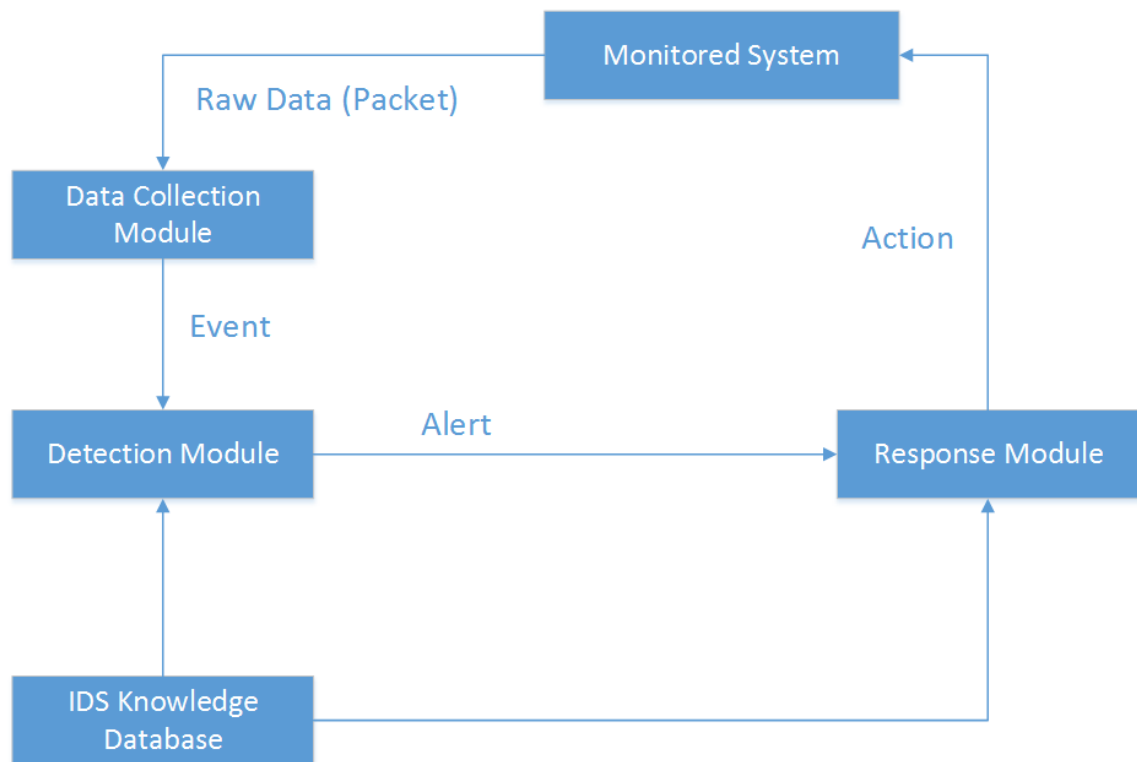 Monitored System
Raw Data (Packet)
Data Collection
Module
Action
Event
Alert
Detection Module
Response Module
IDS Knowledge
Database